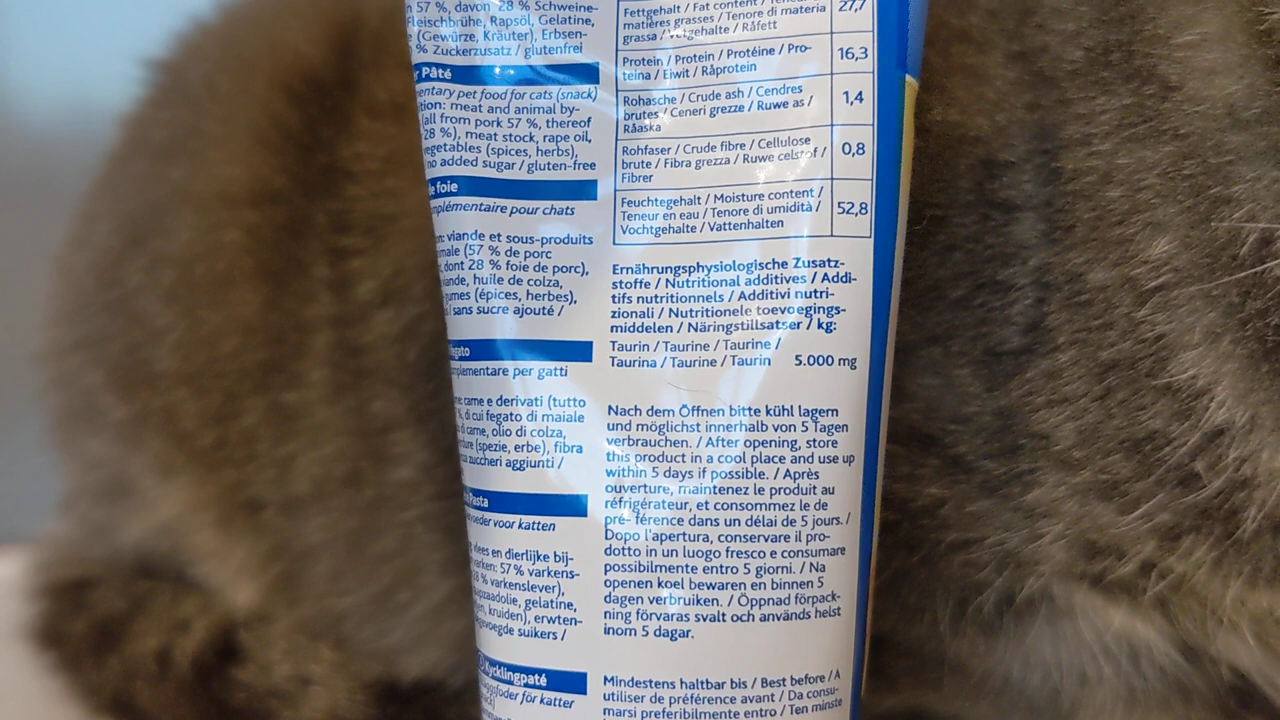 57 %, davon 28 % Schweine-
Fleischbrühe, Rapsöl, Gelatine,
(Gewürze, Kräuter), Erbsen-
% Zuckerzusatz / glutenfrei
Pâté
pet food for cats (snack)
meat and animal by-
(all from pork 57 %, thereof
28 %), meat stock, rape oil,
vegetables (spices, herbs),
no added sugar / gluten-free
de foie
pour chats
viande et sous-produits
(57 % de porc
dont 28 % foie de porc),
huile de colza,
(épices, herbes),
sans sucre ajouté /
fegato
per gatti
carne e derivati (tutto
%, di cui fegato di maiale
di carne, olio di colza,
(spezie, erbe), fibra
zuccheri aggiunti /
Pasta
voor katten
vlees en dierlijke bij-
varken: 57 % varkens-
28 % varkenslever),
gelatine,
kruiden), erwten-
suikers /
Kycklingpaté
för katter
Fettgehalt / Fat content /
matières grasses / Tenore di materia
grassa / Vetgehalte / Råfett
27,7
Protein / Protein / Protéine / Pro-
teina / Eiwit / Råprotein
16,3
Rohasche / Crude ash / Cendres
brutes / Ceneri grezze / Ruwe as /
Råaska
1,4
Rohfaser / Crude fibre / Cellulose
brute / Fibra grezza / Ruwe celstof /
Fibrer
0,8
Feuchtegehalt / Moisture content /
Teneur en eau / Tenore di umidità /
Vochtgehalte / Vattenhalten
52,8
Ernährungsphysiologische Zusatz-
stoffe / Nutritional additives / Addi-
tifs nutritionnels / Additivi nutri-
zionali / Nutritionele toevoegings-
middelen / Näringstillsatser / kg:
Taurin / Taurine / Taurine /
Taurina / Taurine / Taurin 5.000 mg
Nach dem Öffnen bitte kühl lagern
und möglichst innerhalb von 5 Tagen
verbrauchen. / After opening, store
this product in a cool place and use up
within 5 days if possible. / Après
ouverture, maintenez le produit au
réfrigérateur, et consommez le de
pré- férence dans un délai de 5 jours. /
Dopo l'apertura, conservare il pro-
dotto in un luogo fresco e consumare
possibilmente entro 5 giorni. / Na
openen koel bewaren en binnen 5
dagen verbruiken. / Öppnad förpack-
ning förvaras svalt och används helst
inom 5 dagar.
Mindestens haltbar bis / Best before / A
utiliser de préférence avant / Da consu-
marsi preferibilmente entro / Ten minste